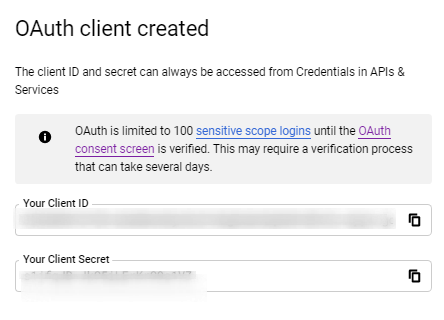 OAuth client created
The client ID and secret can always be accessed from Credentials in APIs &
Services
OAuth is limited to 100 sensitive scope logins until the OAuth
consent screen is verified. This may require a verification process
that can take several days.
Your Client ID
Your Client Secret